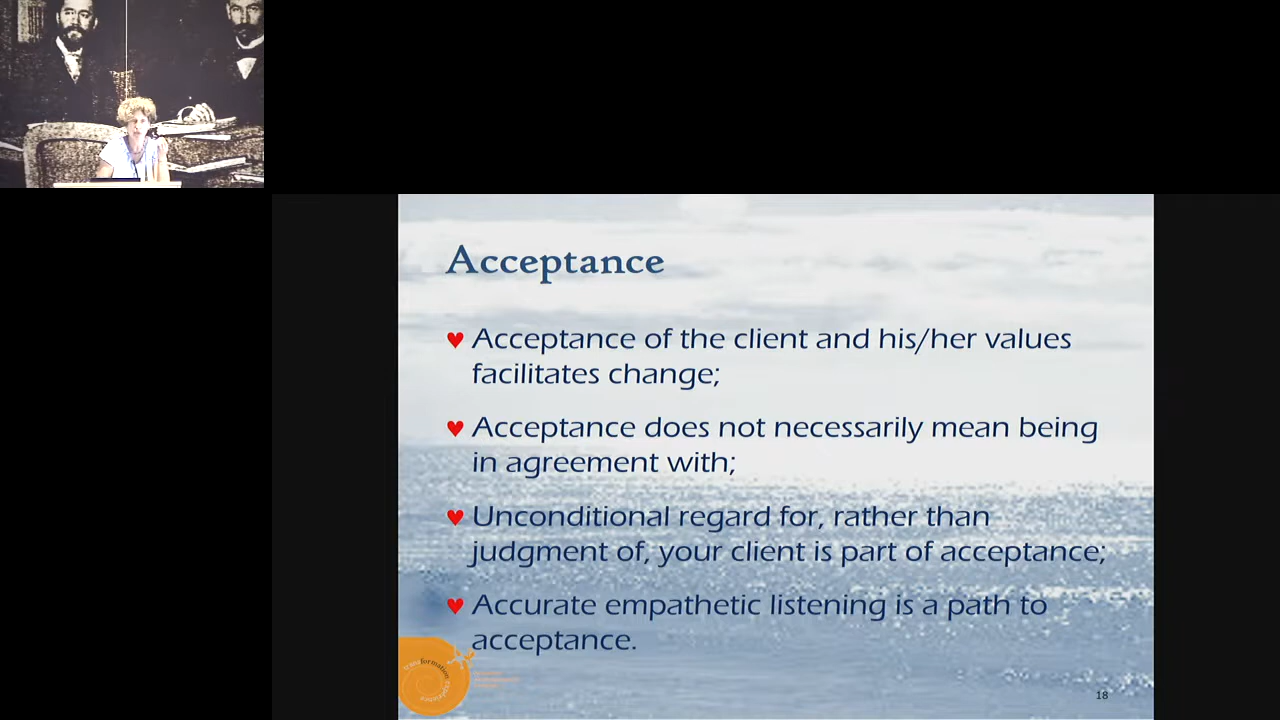 Acceptance
Acceptance of the client and his/her values
facilitates change;
Acceptance does not necessarily mean being
in agreement with;
Unconditional regard for, rather than
judgment of, your client is part of acceptance;
Accurate empathetic listening is a path to
acceptance.
transformation
experience
18